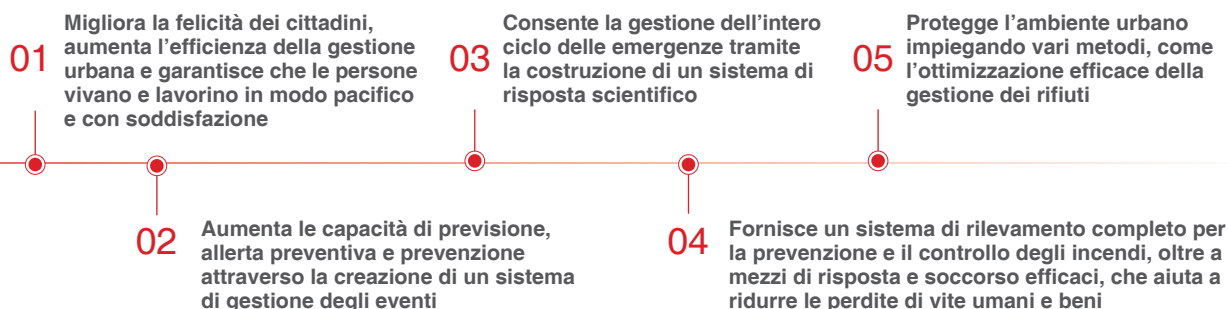 01
Migliora la felicità dei cittadini,
aumenta l'efficienza della gestione
urbana e garantisce che le persone
vivano e lavorino in modo pacifico
e con soddisfazione
02
Aumenta le capacità di previsione,
allerta preventiva e prevenzione
attraverso la creazione di un sistema
di gestione degli eventi
03
Consente la gestione dell'intero
ciclo delle emergenze tramite
la costruzione di un sistema di
risposta scientifico
04
Fornisce un sistema di rilevamento completo per
la prevenzione e il controllo degli incendi, oltre a
mezzi di risposta e soccorso efficaci, che aiuta a
ridurre le perdite di vite umani e beni
05
Protegge l'ambiente urbano
impiegando vari metodi, come
l'ottimizzazione efficace della
gestione dei rifiuti